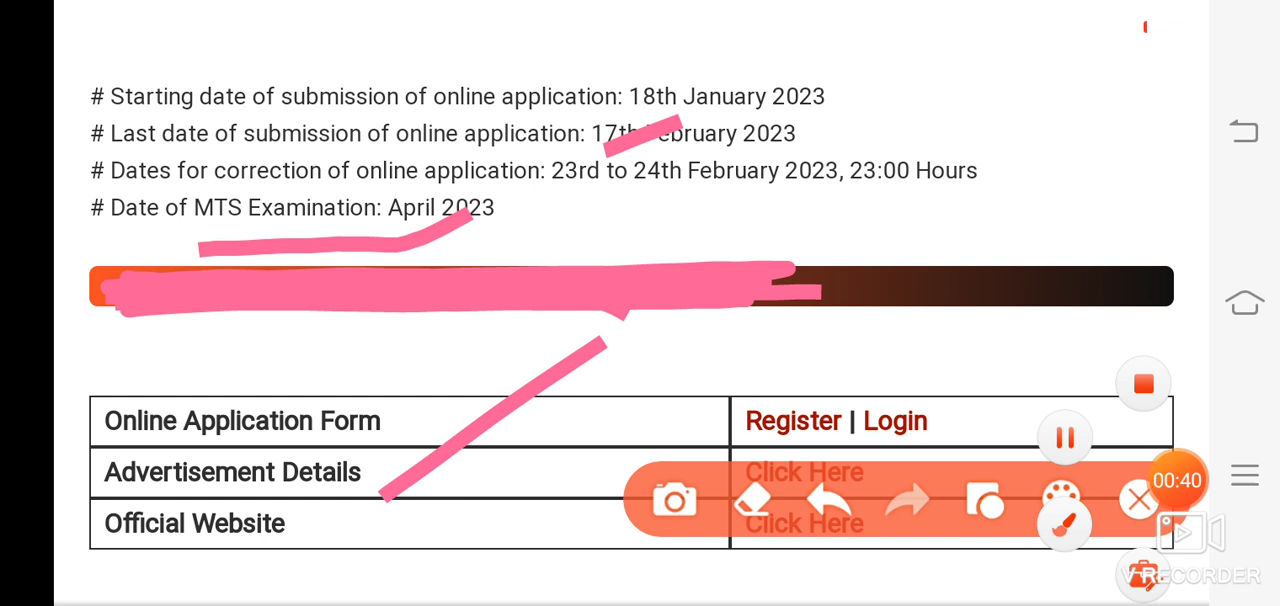 # Starting date of submission of online application: 18th January 2023
# Last date of submission of online application: 17th February 2023
# Dates for correction of online application: 23rd to 24th February 2023, 23:00 Hours
# Date of MTS Examination: April 2023
Online Application Form Register | Login
Advertisement Details Click Here
Official Website Click Here
00:40
V-RECORDER